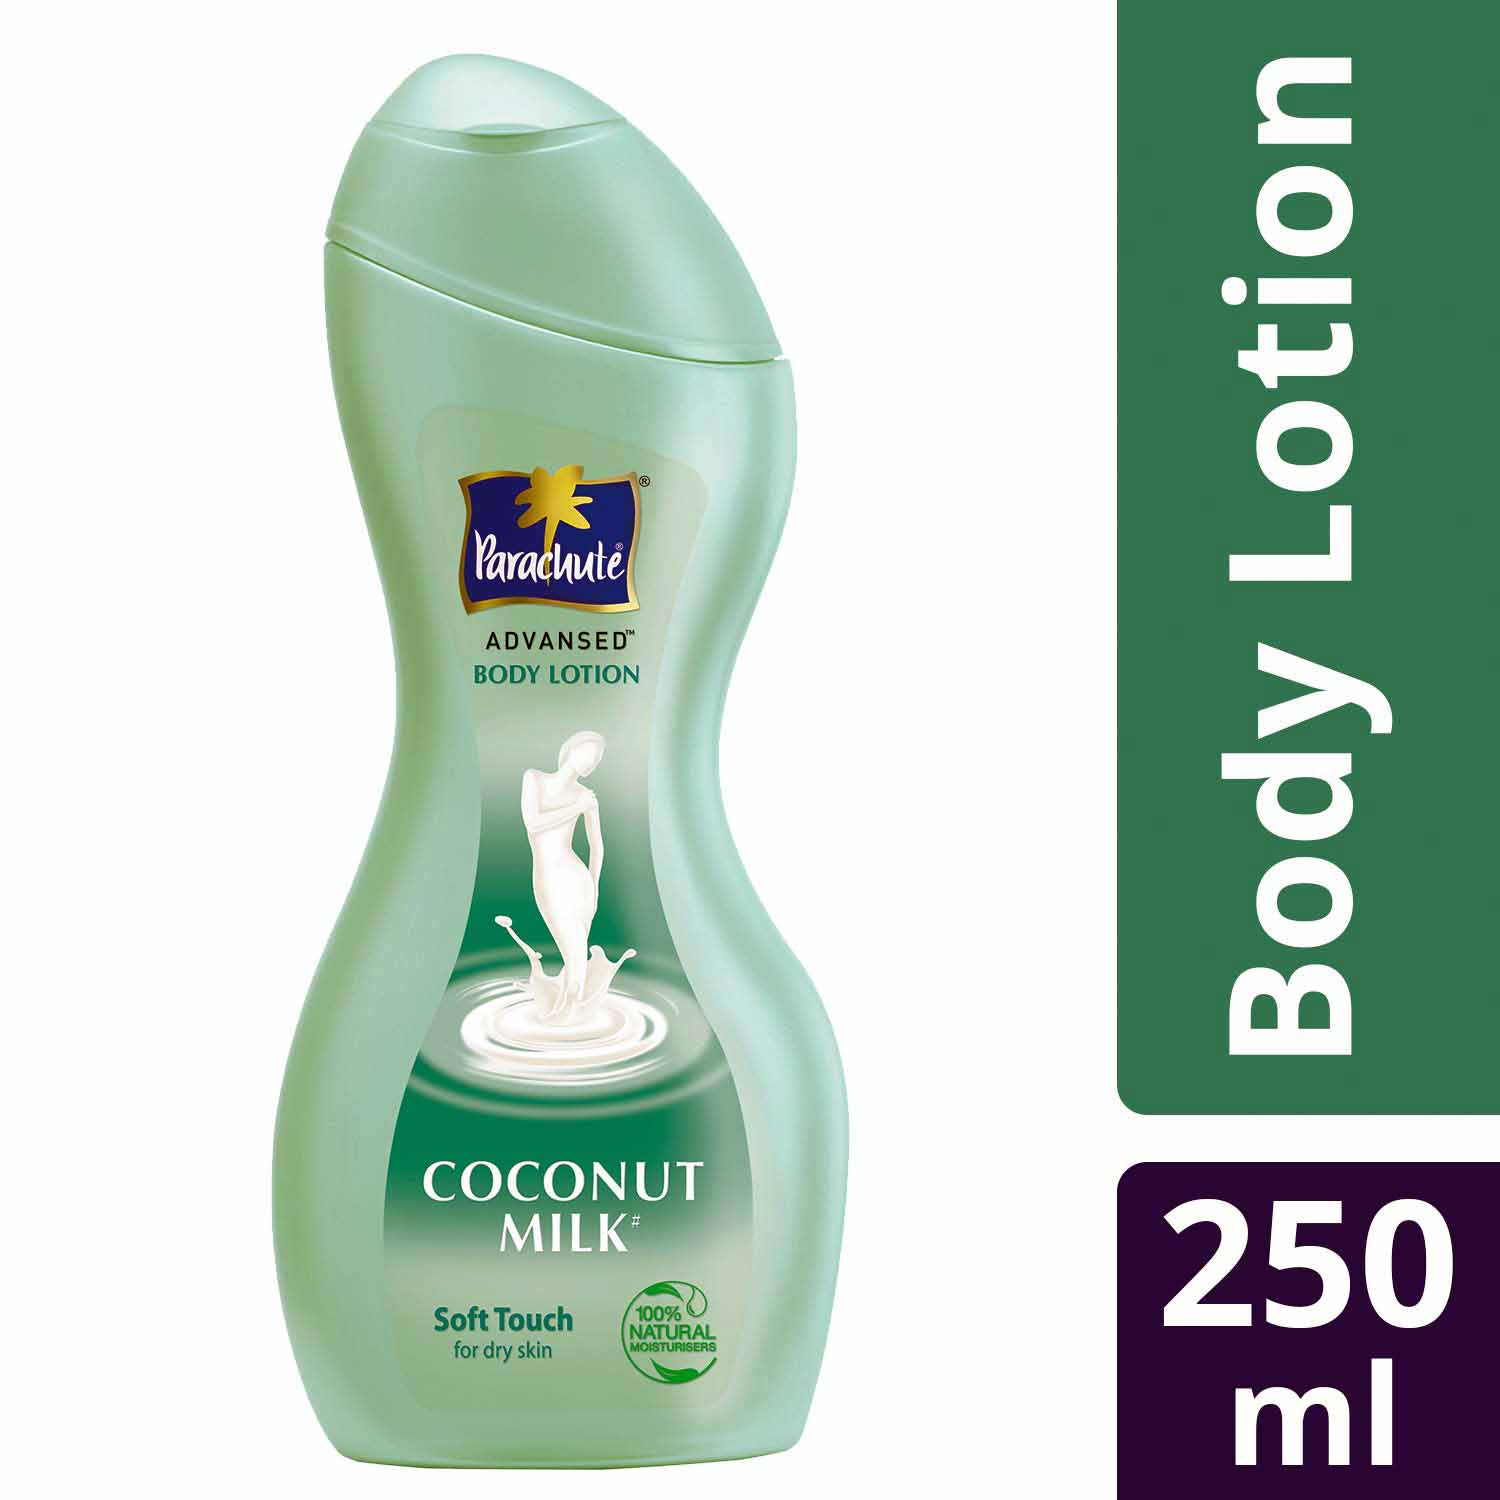 Parachute®
®
ADVANSED™
BODY LOTION
COCONUT
MILK#
Soft Touch
for dry skin
100%
NATURAL
MOISTURISERS
Body Lotion
250
ml